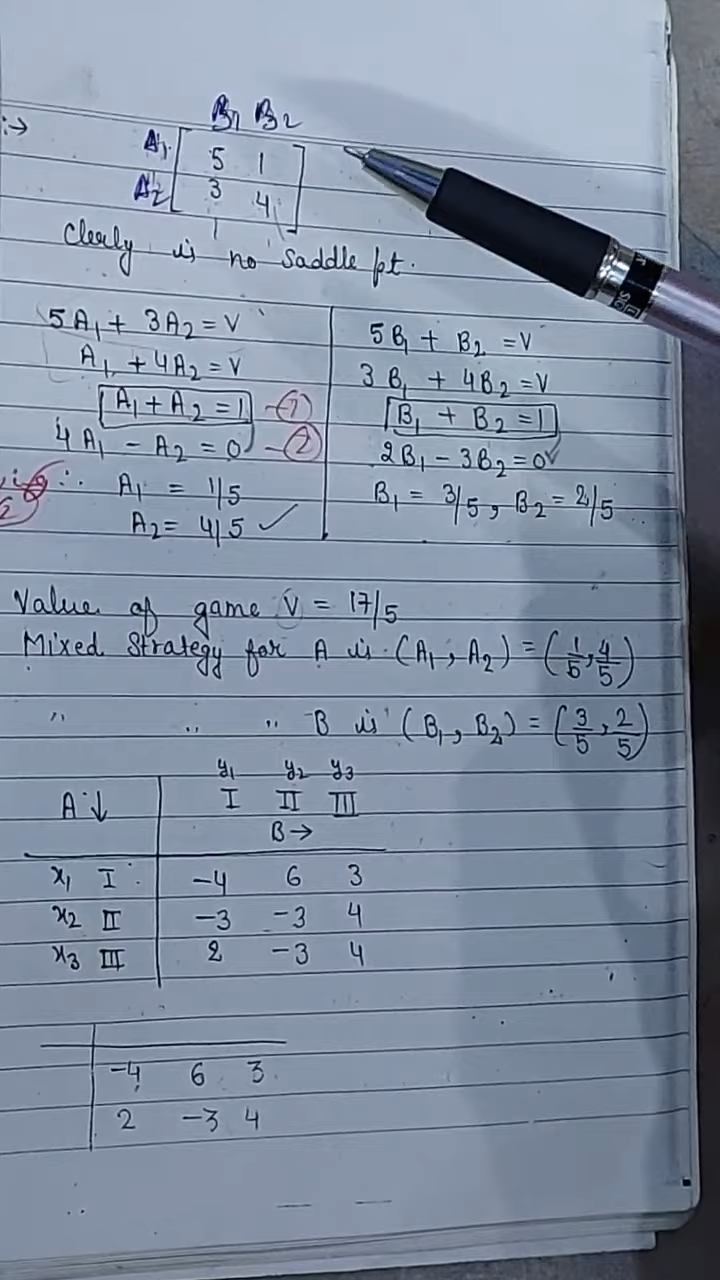 B1 B2
:→ A1 [ 5 1 ]
A2 [ 3 4 ]
Clerly is no Saddle pt.
5A₁ + 3A₂ = V
A₁ + 4A₂ = V
A₁ + A₂ = 1 —①
4A₁ − A₂ = 0 —②
∴ A₁ = 1/5
A₂ = 4/5 ✓
5B₁ + B₂ = V
3B₁ + 4B₂ = V
B₁ + B₂ = 1
2B₁ − 3B₂ = 0✓
B₁ = 3/5, B₂ = 2/5
Value of game V = 17/5
Mixed Strategy for A is (A₁, A₂) = (1/5, 4/5)
" " " B is (B₁, B₂) = (3/5, 2/5)
y₁ y₂ y₃
A ↓ I II III
B →
x₁ I −4 6 3
x₂ II −3 −3 4
x₃ III 2 −3 4
−4 6 3
2 −3 4